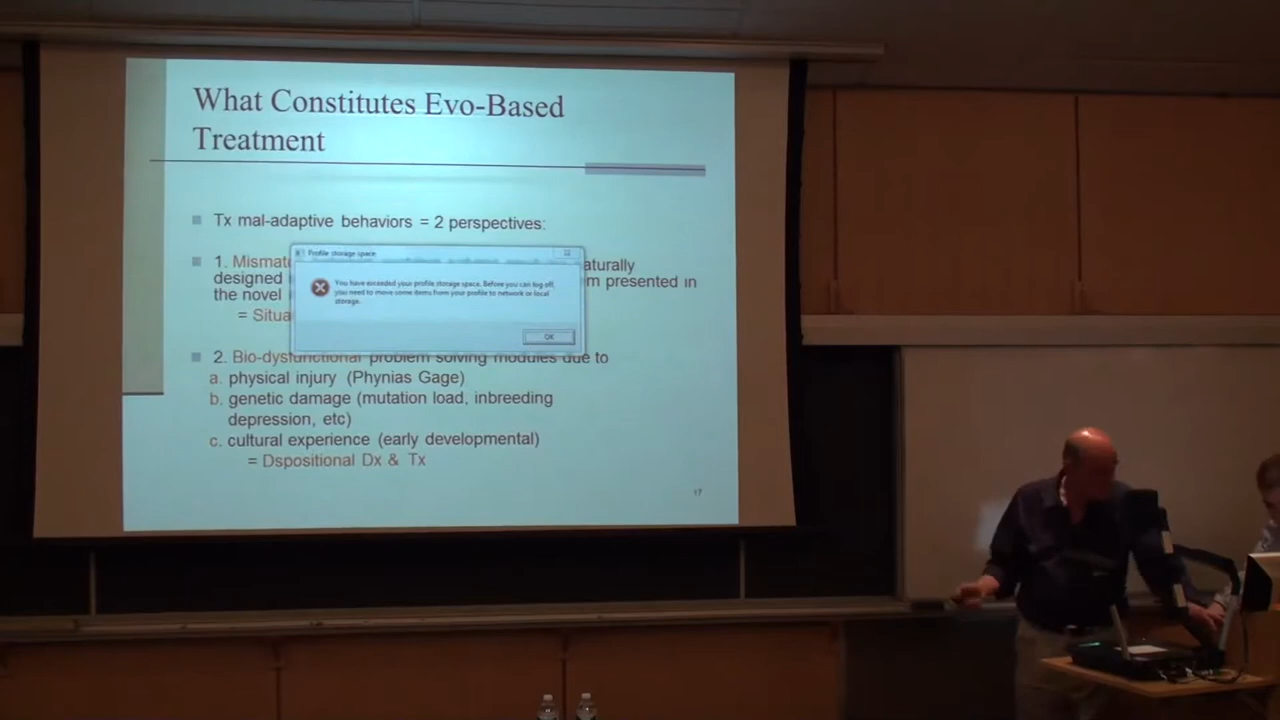 What Constitutes Evo-Based
Treatment
Tx mal-adaptive behaviors = 2 perspectives:
1. Mismat
aturally
designed
m presented in
the novel
= Situa
Profile storage space
You have exceeded your profile storage space. Before you can log off,
you need to move some items from your profile to network or local
storage.
OK
2. Bio-dysfunctional problem solving modules due to
a. physical injury (Phynias Gage)
b. genetic damage (mutation load, inbreeding
depression, etc)
c. cultural experience (early developmental)
= Dspositional Dx & Tx
17